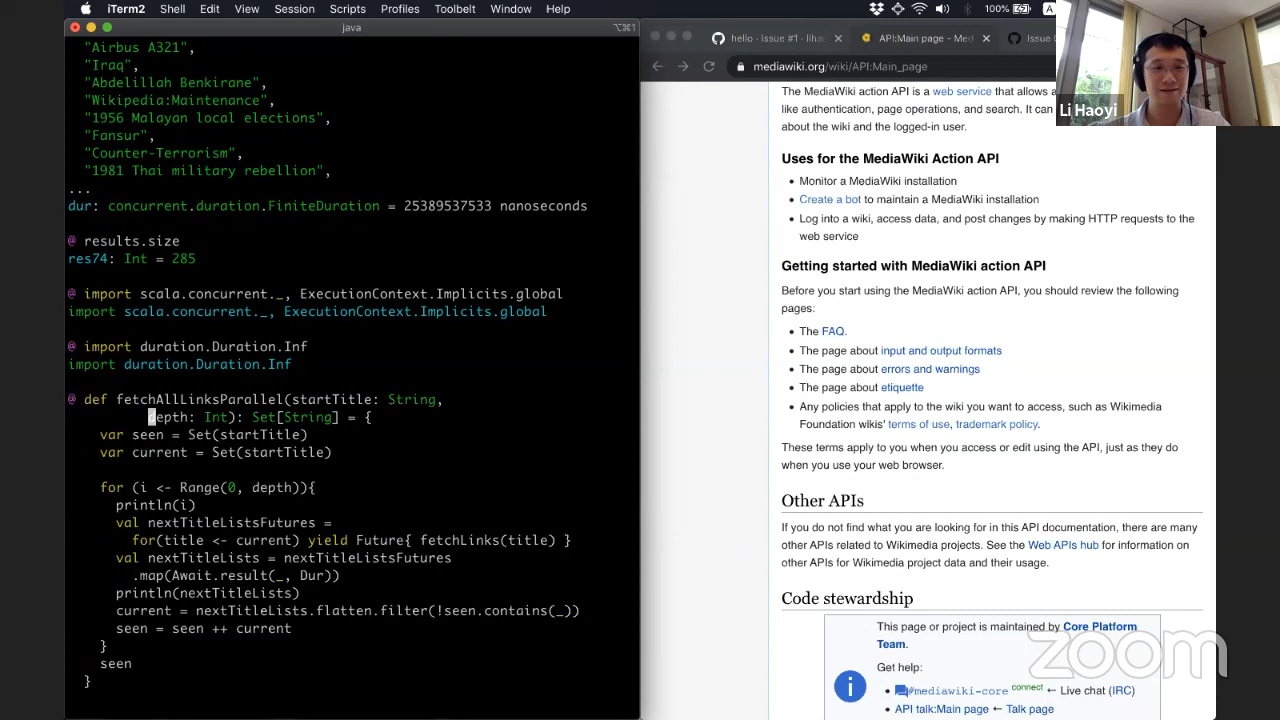 iTerm2 Shell Edit View Session Scripts Profiles Toolbelt Window Help 100%
java ⌥⌘1
"Airbus A321",
"Iraq",
"Abdelillah Benkirane",
"Wikipedia:Maintenance",
"1956 Malayan local elections",
"Fansur",
"Counter-Terrorism",
"1981 Thai military rebellion",
...
dur: concurrent.duration.FiniteDuration = 25389537533 nanoseconds
@ results.size
res74: Int = 285
@ import scala.concurrent._, ExecutionContext.Implicits.global
import scala.concurrent._, ExecutionContext.Implicits.global
@ import duration.Duration.Inf
import duration.Duration.Inf
@ def fetchAllLinksParallel(startTitle: String,
depth: Int): Set[String] = {
var seen = Set(startTitle)
var current = Set(startTitle)
for (i <- Range(0, depth)){
println(i)
val nextTitleListsFutures =
for(title <- current) yield Future{ fetchLinks(title) }
val nextTitleLists = nextTitleListsFutures
.map(Await.result(_, Dur))
println(nextTitleLists)
current = nextTitleLists.flatten.filter(!seen.contains(_))
seen = seen ++ current
}
seen
}
hello · Issue #1 · lihao
API:Main page - Med
Issue
mediawiki.org/wiki/API:Main_page
The MediaWiki action API is a web service that allows a
like authentication, page operations, and search. It can
about the wiki and the logged-in user.
Uses for the MediaWiki Action API
• Monitor a MediaWiki installation
• Create a bot to maintain a MediaWiki installation
• Log into a wiki, access data, and post changes by making HTTP requests to the
web service
Getting started with MediaWiki action API
Before you start using the MediaWiki action API, you should review the following
pages:
• The FAQ.
• The page about input and output formats
• The page about errors and warnings
• The page about etiquette
• Any policies that apply to the wiki you want to access, such as Wikimedia
Foundation wikis' terms of use, trademark policy.
These terms apply to you when you access or edit using the API, just as they do
when you use your web browser.
Other APIs
If you do not find what you are looking for in this API documentation, there are many
other APIs related to Wikimedia projects. See the Web APIs hub for information on
other APIs for Wikimedia project data and their usage.
Code stewardship
This page or project is maintained by Core Platform
Team.
Get help:
• #mediawiki-core connect ← Live chat (IRC)
• API talk:Main page ← Talk page
Li Haoyi
zoom